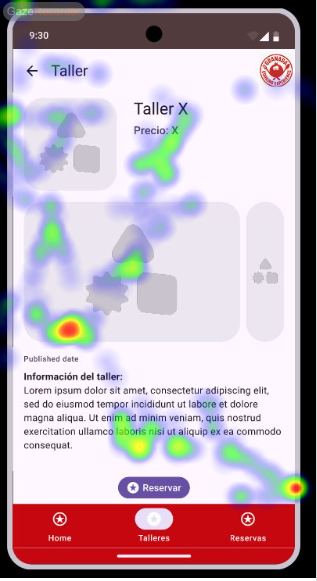 9:30
Taller
Taller X
Precio: X
Published date
Información del taller:
Lorem ipsum dolor sit amet, consectetur adipiscing elit,
sed do eiusmod tempor incididunt ut labore et dolore
magna aliqua. Ut enim ad minim veniam, quis nostrud
exercitation ullamco laboris nisi ut aliquip ex ea commodo
consequat.
Reservar
Home
Talleres
Reservas